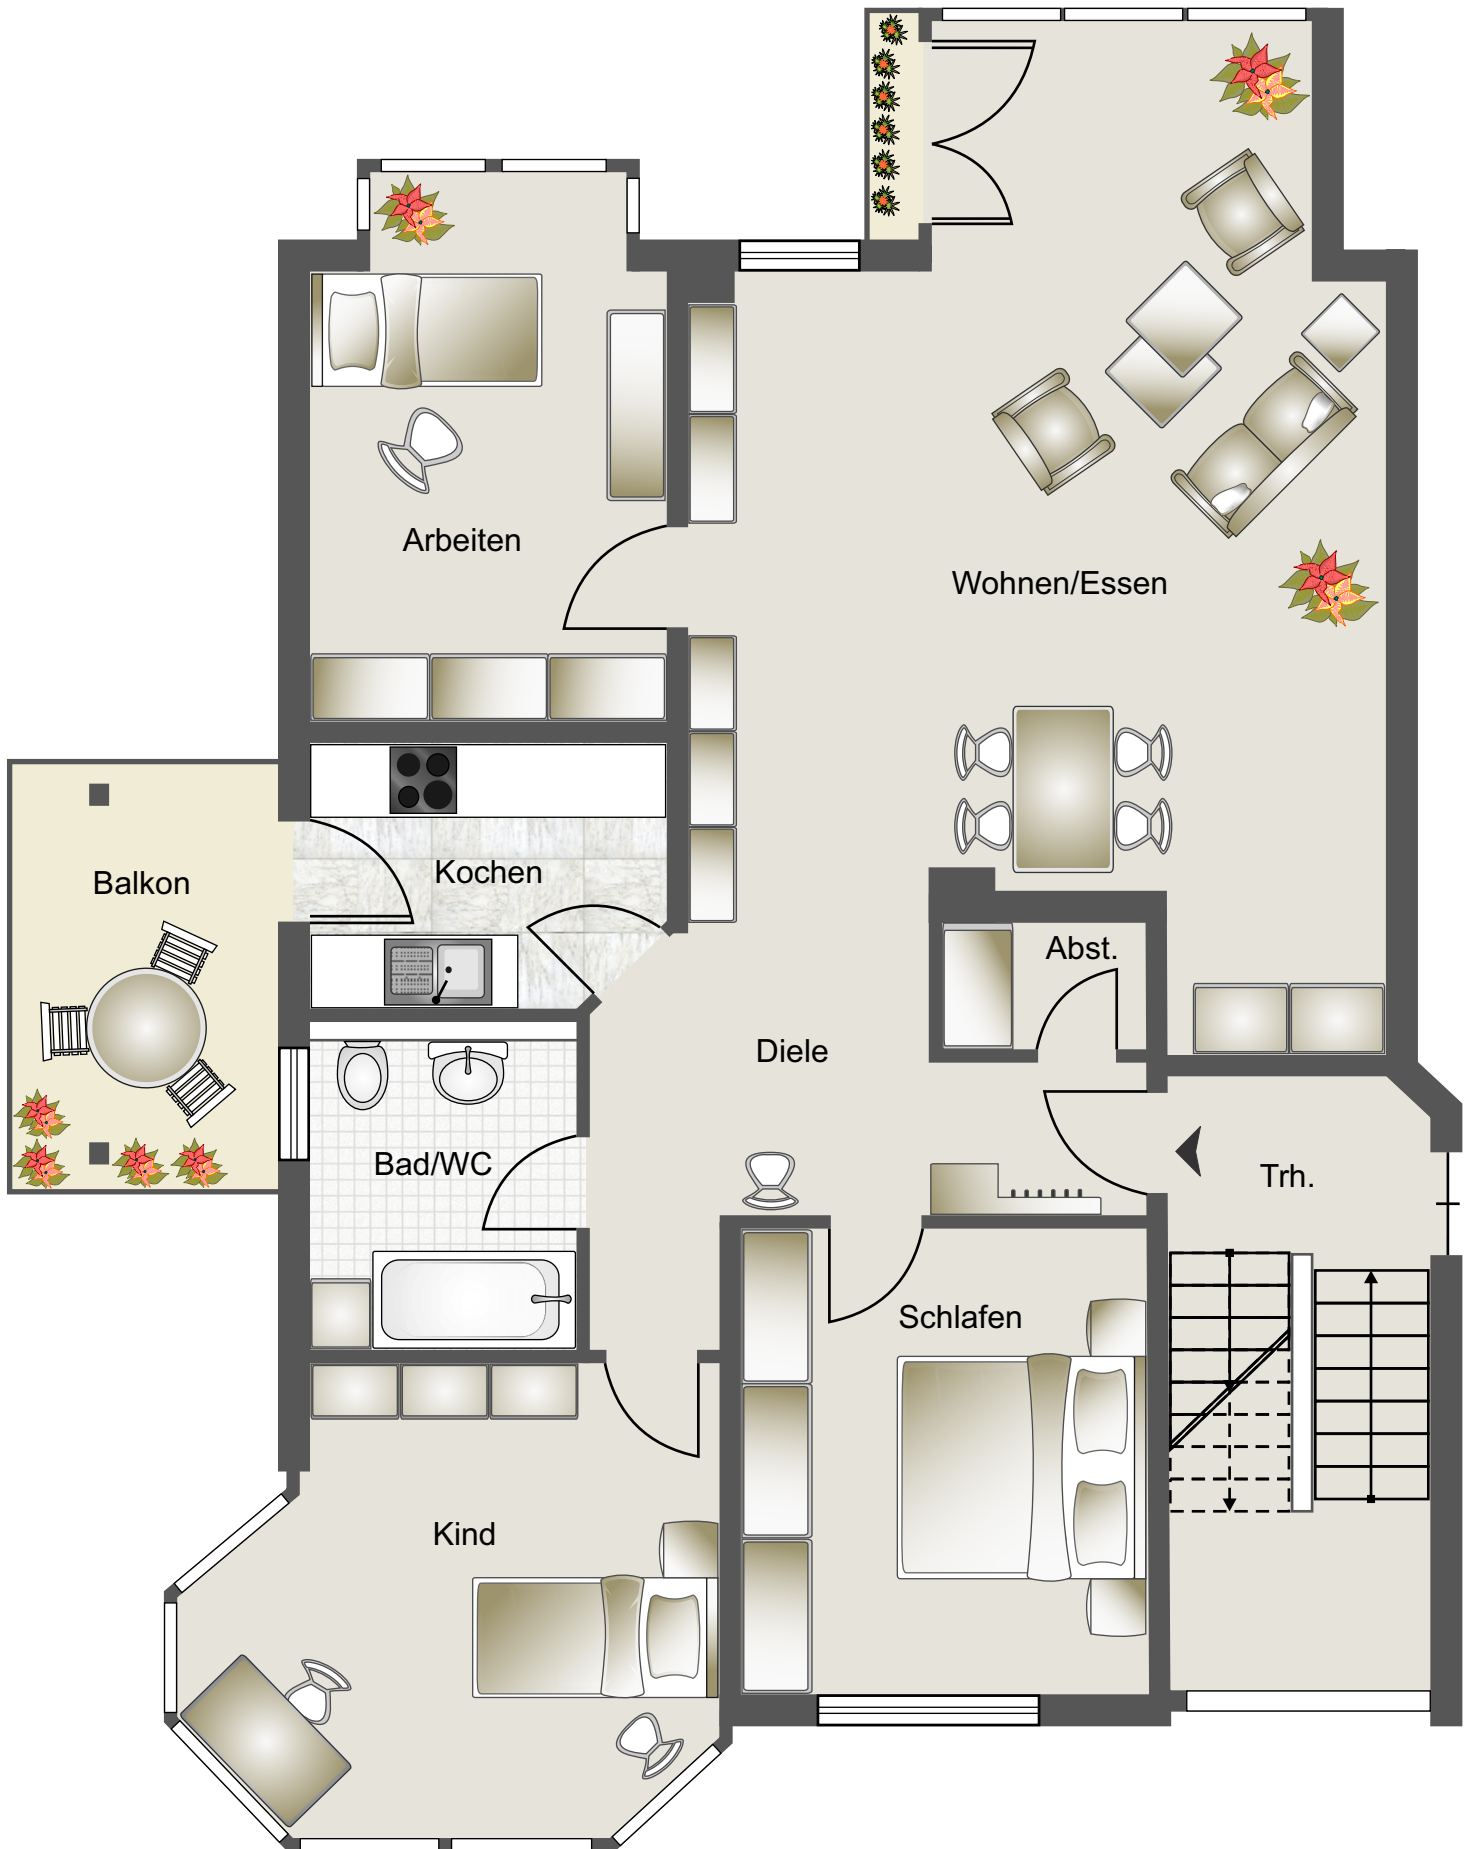 Arbeiten
Wohnen/Essen
Kochen
Balkon
Abst.
Diele
Bad/WC
Trh.
Schlafen
Kind